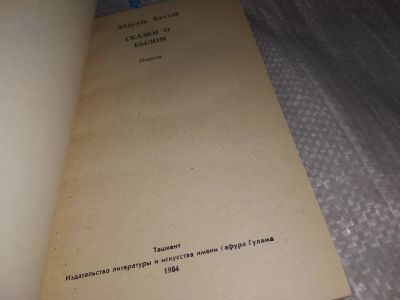 Абдулла Каххар
СКАЗКИ О
БЫЛОМ
Повести
Ташкент
Издательство литературы и искусства имени Гафура Гуляма
1984